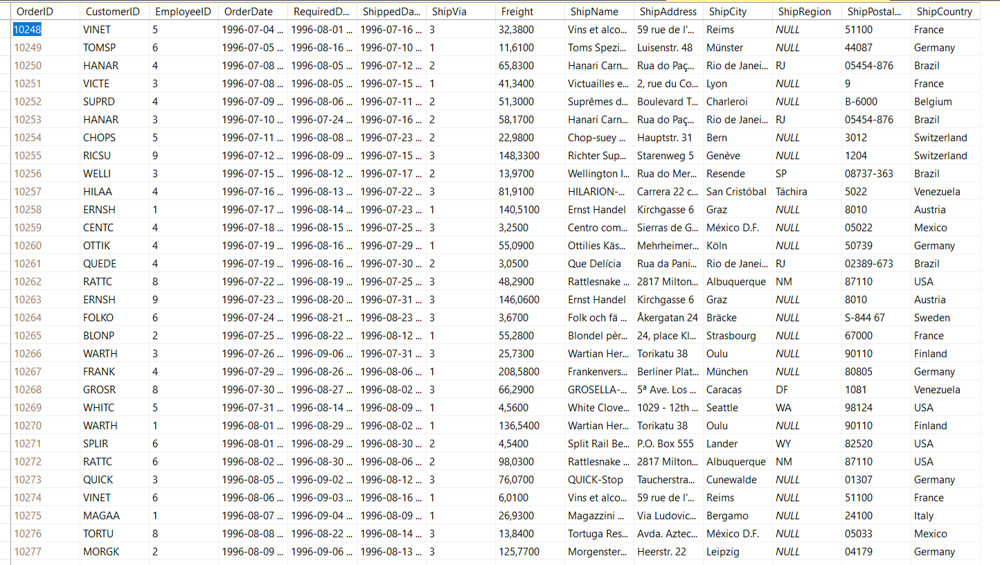 OrderID CustomerID EmployeeID OrderDate RequiredD... ShippedDa... ShipVia Freight ShipName ShipAddress ShipCity ShipRegion ShipPostal... ShipCountry
10248 VINET 5 1996-07-04 ... 1996-08-01 ... 1996-07-16 ... 3 32,3800 Vins et alco... 59 rue de l'... Reims NULL 51100 France
10249 TOMSP 6 1996-07-05 ... 1996-08-16 ... 1996-07-10 ... 1 11,6100 Toms Spezi... Luisenstr. 48 Münster NULL 44087 Germany
10250 HANAR 4 1996-07-08 ... 1996-08-05 ... 1996-07-12 ... 2 65,8300 Hanari Carn... Rua do Paç... Rio de Janei... RJ 05454-876 Brazil
10251 VICTE 3 1996-07-08 ... 1996-08-05 ... 1996-07-15 ... 1 41,3400 Victuailles e... 2, rue du Co... Lyon NULL 9 France
10252 SUPRD 4 1996-07-09 ... 1996-08-06 ... 1996-07-11 ... 2 51,3000 Suprêmes d... Boulevard T... Charleroi NULL B-6000 Belgium
10253 HANAR 3 1996-07-10 ... 1996-07-24 ... 1996-07-16 ... 2 58,1700 Hanari Carn... Rua do Paç... Rio de Janei... RJ 05454-876 Brazil
10254 CHOPS 5 1996-07-11 ... 1996-08-08 ... 1996-07-23 ... 2 22,9800 Chop-suey ... Hauptstr. 31 Bern NULL 3012 Switzerland
10255 RICSU 9 1996-07-12 ... 1996-08-09 ... 1996-07-15 ... 3 148,3300 Richter Sup... Starenweg 5 Genève NULL 1204 Switzerland
10256 WELLI 3 1996-07-15 ... 1996-08-12 ... 1996-07-17 ... 2 13,9700 Wellington I... Rua do Mer... Resende SP 08737-363 Brazil
10257 HILAA 4 1996-07-16 ... 1996-08-13 ... 1996-07-22 ... 3 81,9100 HILARION-... Carrera 22 c... San Cristóbal Táchira 5022 Venezuela
10258 ERNSH 1 1996-07-17 ... 1996-08-14 ... 1996-07-23 ... 1 140,5100 Ernst Handel Kirchgasse 6 Graz NULL 8010 Austria
10259 CENTC 4 1996-07-18 ... 1996-08-15 ... 1996-07-25 ... 3 3,2500 Centro com... Sierras de G... México D.F. NULL 05022 Mexico
10260 OTTIK 4 1996-07-19 ... 1996-08-16 ... 1996-07-29 ... 1 55,0900 Ottilies Käs... Mehrheimer... Köln NULL 50739 Germany
10261 QUEDE 4 1996-07-19 ... 1996-08-16 ... 1996-07-30 ... 2 3,0500 Que Delícia Rua da Pani... Rio de Janei... RJ 02389-673 Brazil
10262 RATTC 8 1996-07-22 ... 1996-08-19 ... 1996-07-25 ... 3 48,2900 Rattlesnake ... 2817 Milton... Albuquerque NM 87110 USA
10263 ERNSH 9 1996-07-23 ... 1996-08-20 ... 1996-07-31 ... 3 146,0600 Ernst Handel Kirchgasse 6 Graz NULL 8010 Austria
10264 FOLKO 6 1996-07-24 ... 1996-08-21 ... 1996-08-23 ... 3 3,6700 Folk och fä ... Åkergatan 24 Bräcke NULL S-844 67 Sweden
10265 BLONP 2 1996-07-25 ... 1996-08-22 ... 1996-08-12 ... 1 55,2800 Blondel pèr... 24, place Kl... Strasbourg NULL 67000 France
10266 WARTH 3 1996-07-26 ... 1996-09-06 ... 1996-07-31 ... 3 25,7300 Wartian Her... Torikatu 38 Oulu NULL 90110 Finland
10267 FRANK 4 1996-07-29 ... 1996-08-26 ... 1996-08-06 ... 1 208,5800 Frankenvers... Berliner Plat... München NULL 80805 Germany
10268 GROSR 8 1996-07-30 ... 1996-08-27 ... 1996-08-02 ... 3 66,2900 GROSELLA-... 5ª Ave. Los ... Caracas DF 1081 Venezuela
10269 WHITC 5 1996-07-31 ... 1996-08-14 ... 1996-08-09 ... 1 4,5600 White Clove... 1029 - 12th ... Seattle WA 98124 USA
10270 WARTH 1 1996-08-01 ... 1996-08-29 ... 1996-08-02 ... 1 136,5400 Wartian Her... Torikatu 38 Oulu NULL 90110 Finland
10271 SPLIR 6 1996-08-01 ... 1996-08-29 ... 1996-08-30 ... 2 4,5400 Split Rail Be... P.O. Box 555 Lander WY 82520 USA
10272 RATTC 6 1996-08-02 ... 1996-08-30 ... 1996-08-06 ... 2 98,0300 Rattlesnake ... 2817 Milton... Albuquerque NM 87110 USA
10273 QUICK 3 1996-08-05 ... 1996-09-02 ... 1996-08-12 ... 3 76,0700 QUICK-Stop Taucherstra... Cunewalde NULL 01307 Germany
10274 VINET 6 1996-08-06 ... 1996-09-03 ... 1996-08-16 ... 1 6,0100 Vins et alco... 59 rue de l'... Reims NULL 51100 France
10275 MAGAA 1 1996-08-07 ... 1996-09-04 ... 1996-08-09 ... 1 26,9300 Magazzini ... Via Ludovic... Bergamo NULL 24100 Italy
10276 TORTU 8 1996-08-08 ... 1996-08-22 ... 1996-08-14 ... 3 13,8400 Tortuga Res... Avda. Aztec... México D.F. NULL 05033 Mexico
10277 MORGK 2 1996-08-09 ... 1996-09-06 ... 1996-08-13 ... 3 125,7700 Morgenster... Heerstr. 22 Leipzig NULL 04179 Germany